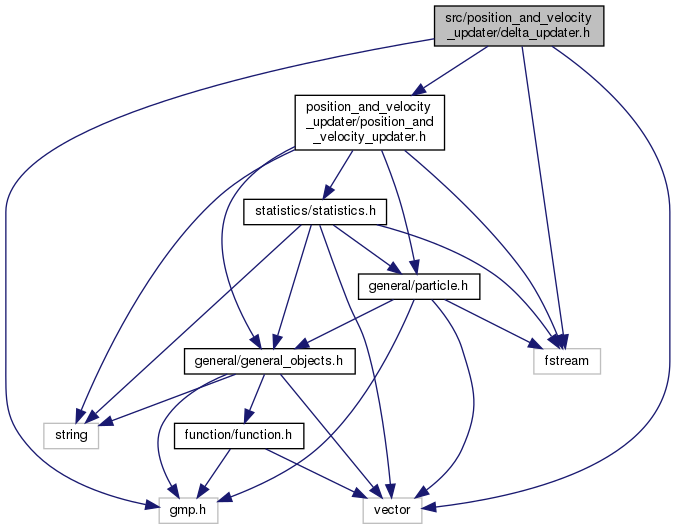 src/position_and_velocity
_updater/delta_updater.h
position_and_velocity
_updater/position_and
_velocity_updater.h
statistics/statistics.h
general/particle.h
general/general_objects.h
fstream
string
function/function.h
gmp.h
vector